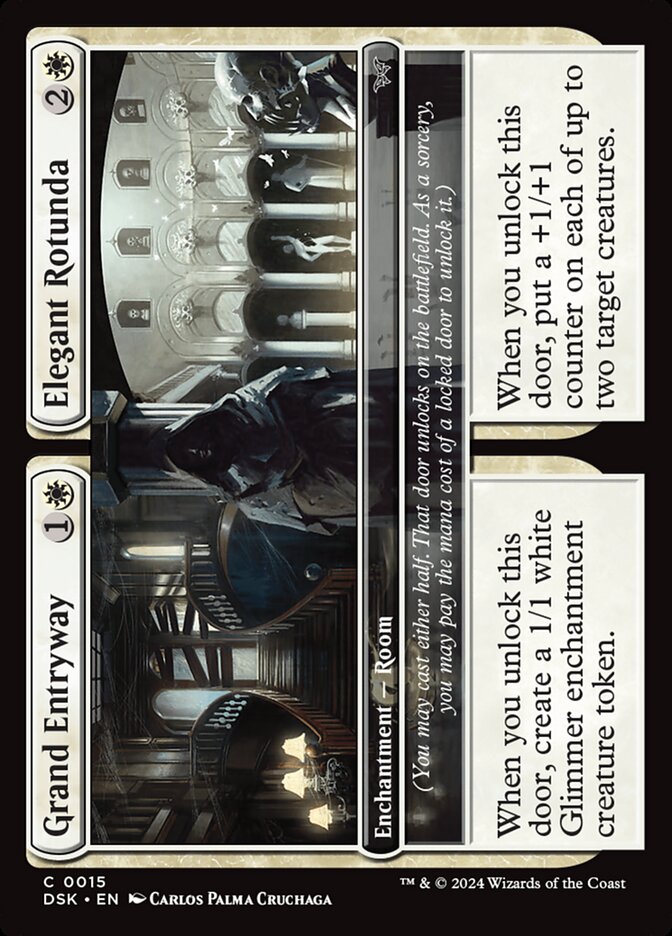 Grand Entryway 1
When you unlock this
door, create a 1/1 white
Glimmer enchantment
creature token.
Elegant Rotunda 2
When you unlock this
door, put a +1/+1
counter on each of up to
two target creatures.
Enchantment — Room
(You may cast either half. That door unlocks on the battlefield. As a sorcery,
you may pay the mana cost of a locked door to unlock it.)
C 0015
DSK • EN Carlos Palma Cruchaga
™ & © 2024 Wizards of the Coast